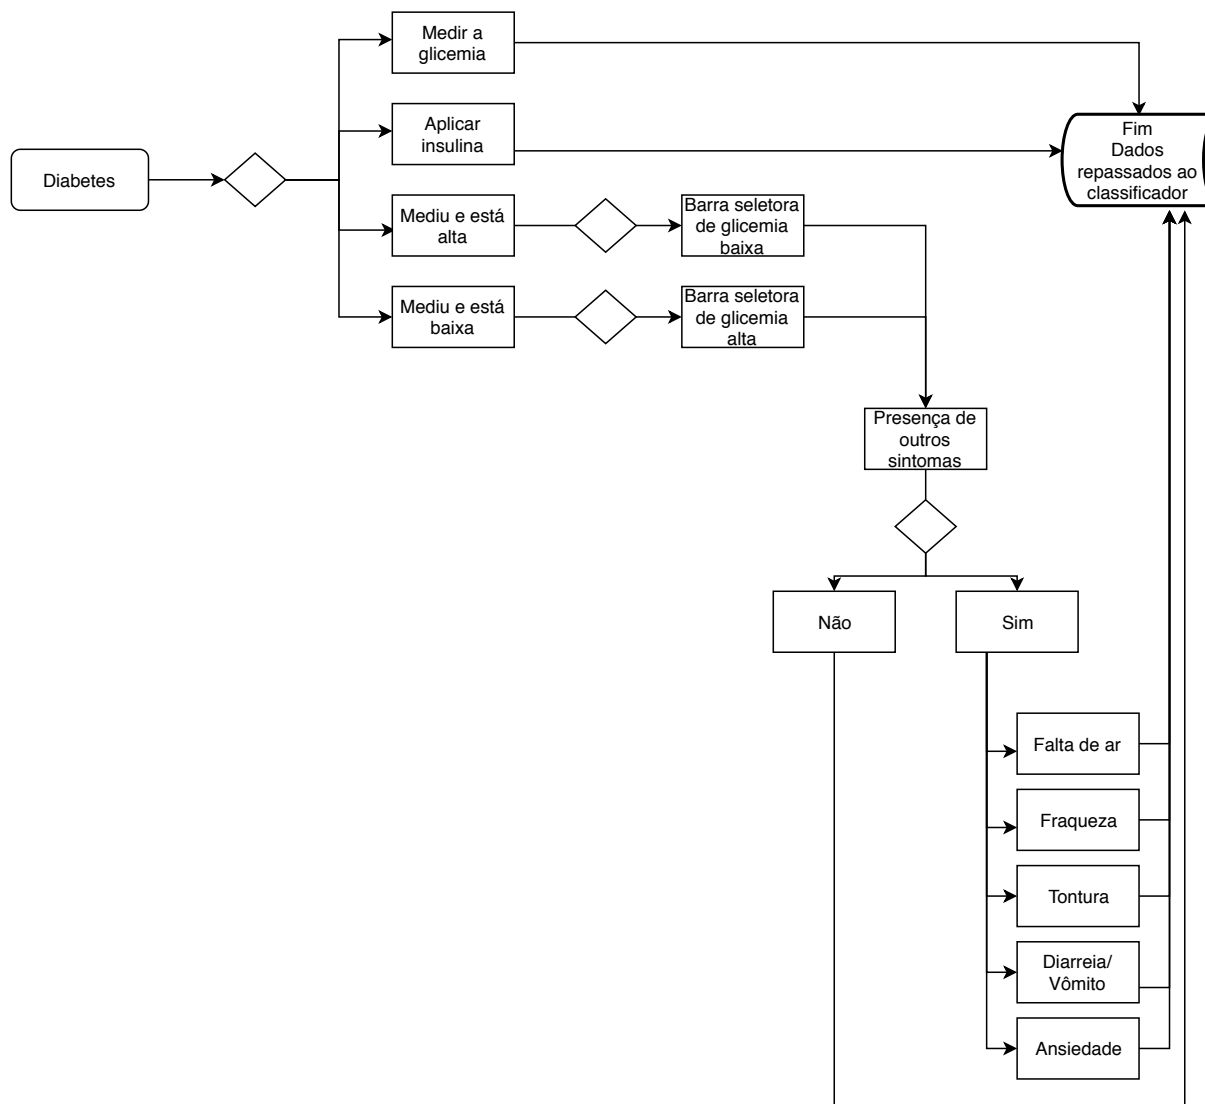 Medir a
glicemia
Aplicar
insulina
Fim
Dados
repassados ao
classificador
Diabetes
Mediu e está
alta
Barra seletora
de glicemia
baixa
Mediu e está
baixa
Barra seletora
de glicemia
alta
Presença de
outros
sintomas
Não
Sim
Falta de ar
Fraqueza
Tontura
Diarreia/
Vômito
Ansiedade